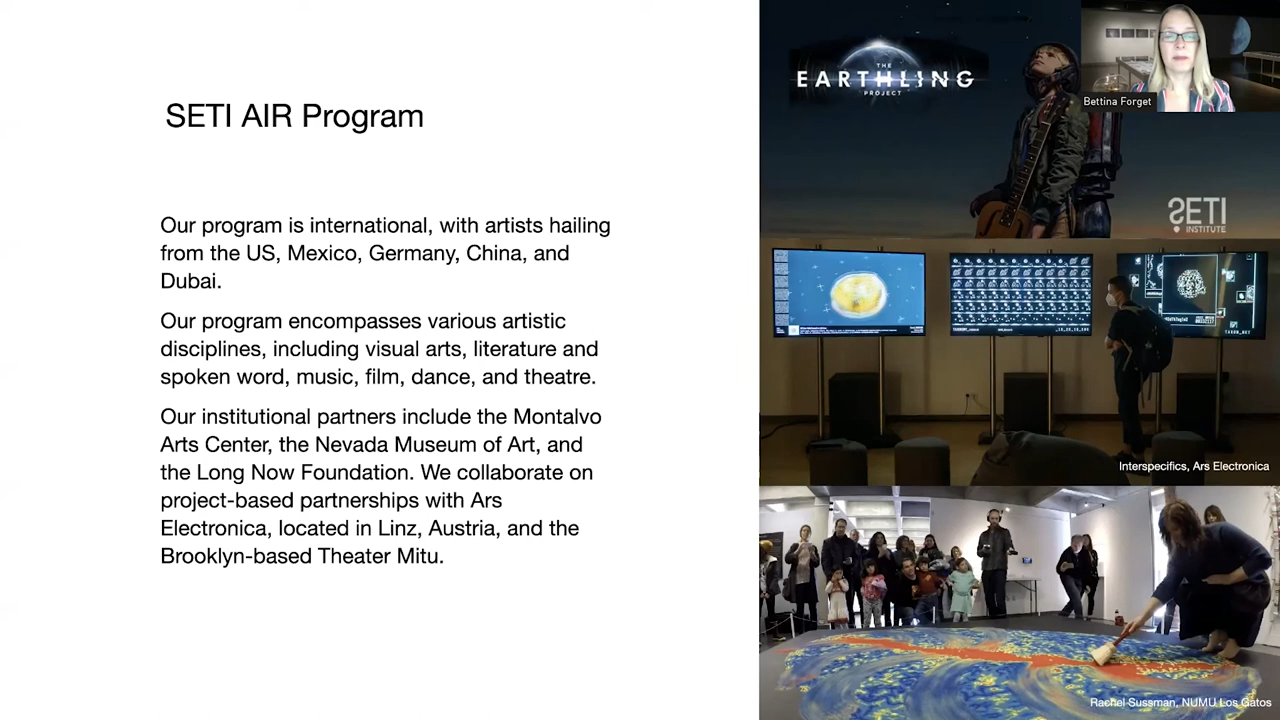 SETI AIR Program
Our program is international, with artists hailing
from the US, Mexico, Germany, China, and
Dubai.
Our program encompasses various artistic
disciplines, including visual arts, literature and
spoken word, music, film, dance, and theatre.
Our institutional partners include the Montalvo
Arts Center, the Nevada Museum of Art, and
the Long Now Foundation. We collaborate on
project-based partnerships with Ars
Electronica, located in Linz, Austria, and the
Brooklyn-based Theater Mitu.
THE
EARTHLING
PROJECT
Bettina Forget
SETI
INSTITUTE
Interspecifics, Ars Electronica
Rachel Sussman, NUMU Los Gatos